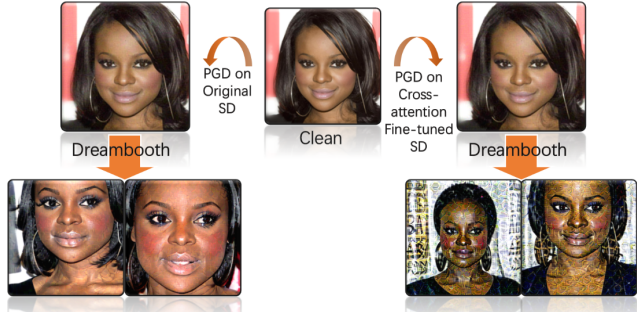 PGD on
Original
SD
Clean
PGD on
Cross-
attention
Fine-tuned
SD
Dreambooth
Dreambooth